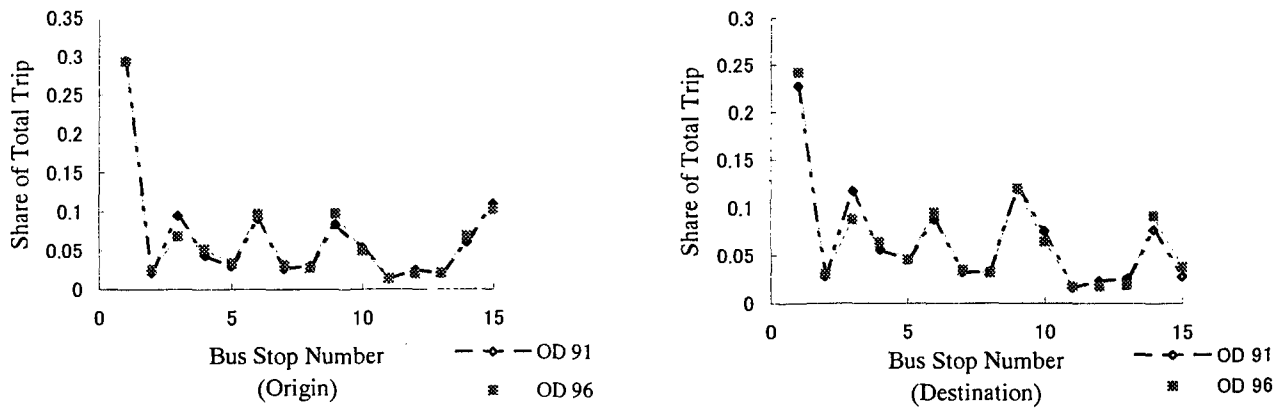 0.35
0.3
0.25
0.2
0.15
0.1
0.05
0
Share of Total Trip
0
5
10
15
Bus Stop Number
(Origin)
OD 91
OD 96
0.3
0.25
0.2
0.15
0.1
0.05
0
Share of Total Trip
0
5
10
15
Bus Stop Number
(Destination)
OD 91
OD 96